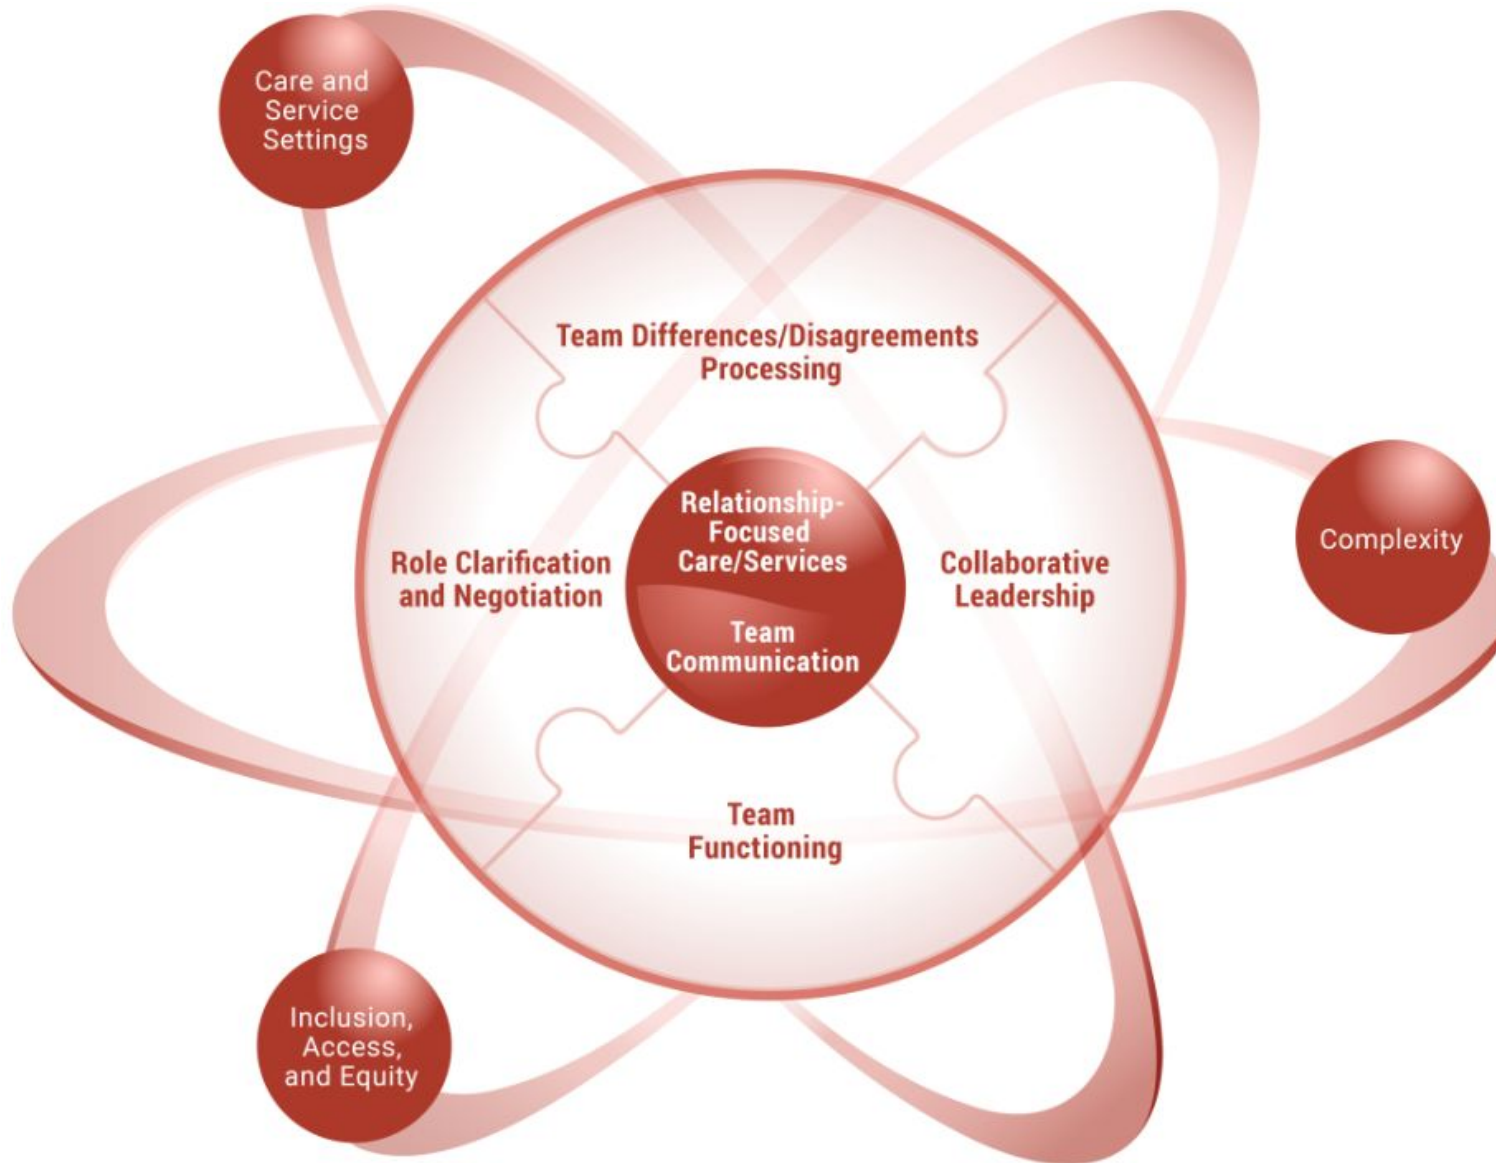 Care and
Service
Settings
Team Differences/Disagreements
Processing
Relationship-
Focused
Care/Services
Team
Communication
Role Clarification
and Negotiation
Collaborative
Leadership
Complexity
Team
Functioning
Inclusion,
Access,
and Equity